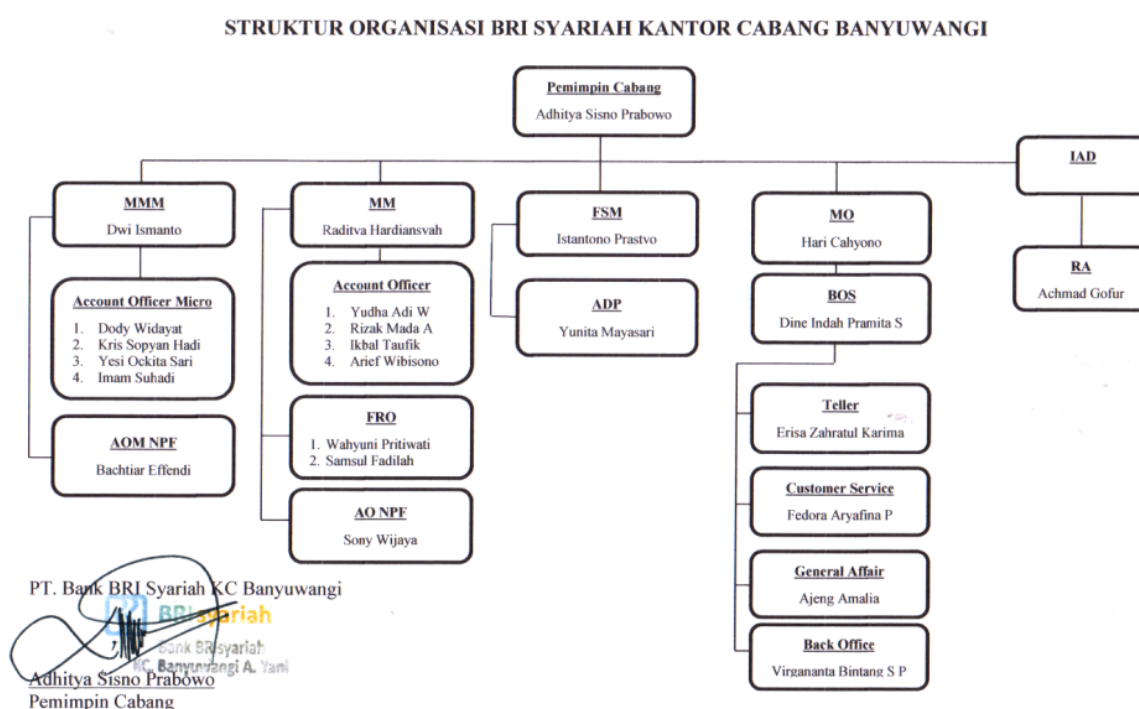 STRUKTUR ORGANISASI BRI SYARIAH KANTOR CABANG BANYUWANGI
Pemimpin Cabang
Adhitya Sisno Prabowo
IAD
MMM
Dwi Ismanto
MM
Raditva Hardiansvah
FSM
Istantono Prastvo
MO
Hari Cahyono
RA
Achmad Gofur
Account Officer Micro
1. Dody Widayat
2. Kris Sopyan Hadi
3. Yesi Ockita Sari
4. Imam Suhadi
Account Officer
1. Yudha Adi W
2. Rizak Mada A
3. Ikbal Taufik
4. Arief Wibisono
ADP
Yunita Mayasari
BOS
Dine Indah Pramita S
AOM NPF
Bachtiar Effendi
FRO
1. Wahyuni Pritiwati
2. Samsul Fadilah
AO NPF
Sony Wijaya
Teller
Erisa Zahratul Karima
Customer Service
Fedora Aryafina P
General Affair
Ajeng Amalia
Back Office
Virgananta Bintang S P
PT. Bank BRI Syariah KC Banyuwangi
BRIsyariah
Bank BRIsyariah
KC. Banyuwangi A. Yani
Adhitya Sisno Prabowo
Pemimpin Cabang